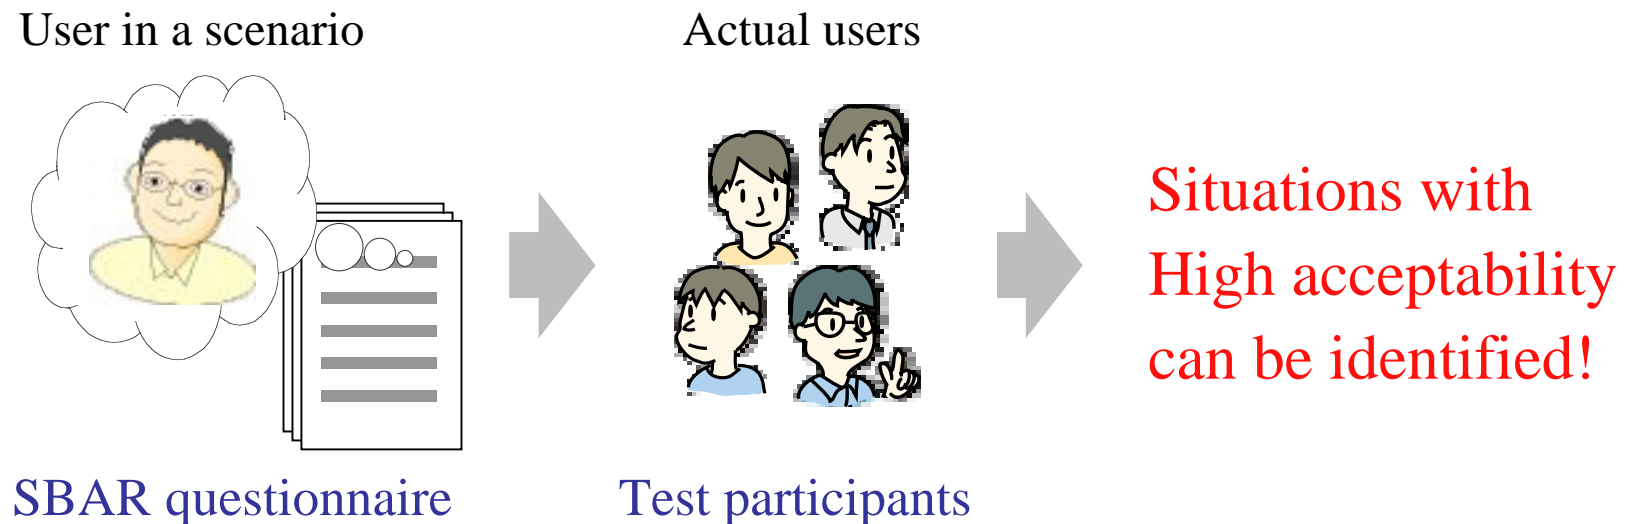 User in a scenario
Actual users
Situations with
High acceptability
can be identified!
SBAR questionnaire
Test participants